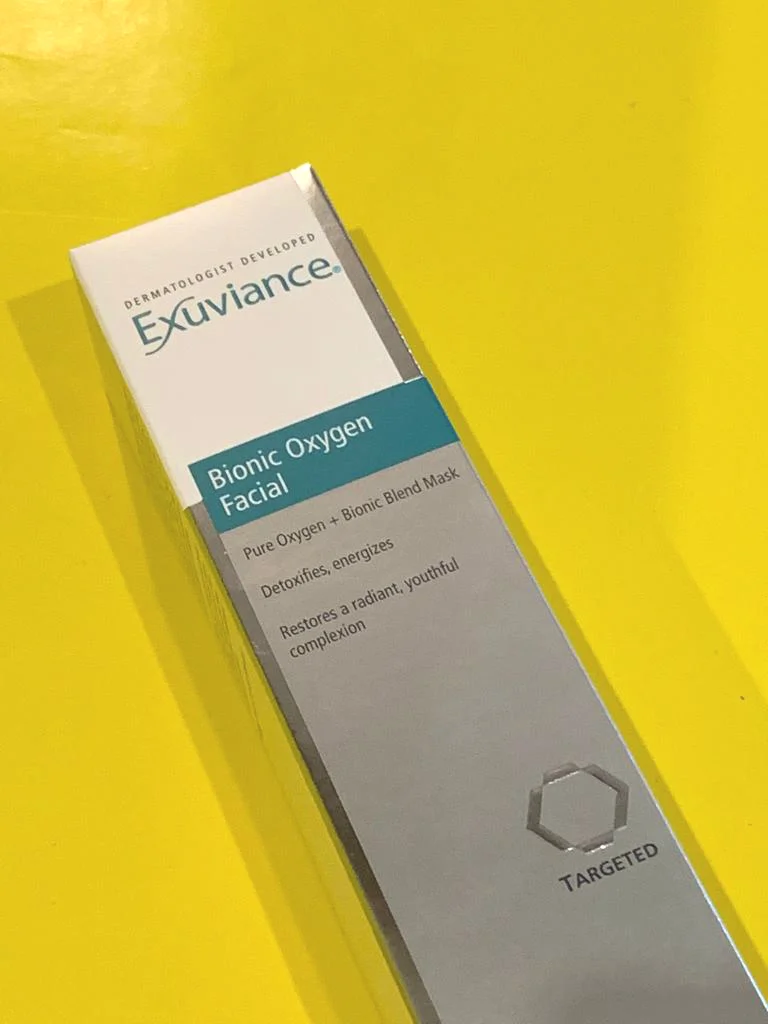 DERMATOLOGIST DEVELOPED
Exuviance®
Bionic Oxygen
Facial
Pure Oxygen + Bionic Blend Mask
Detoxifies, energizes
Restores a radiant, youthful
complexion
TARGETED